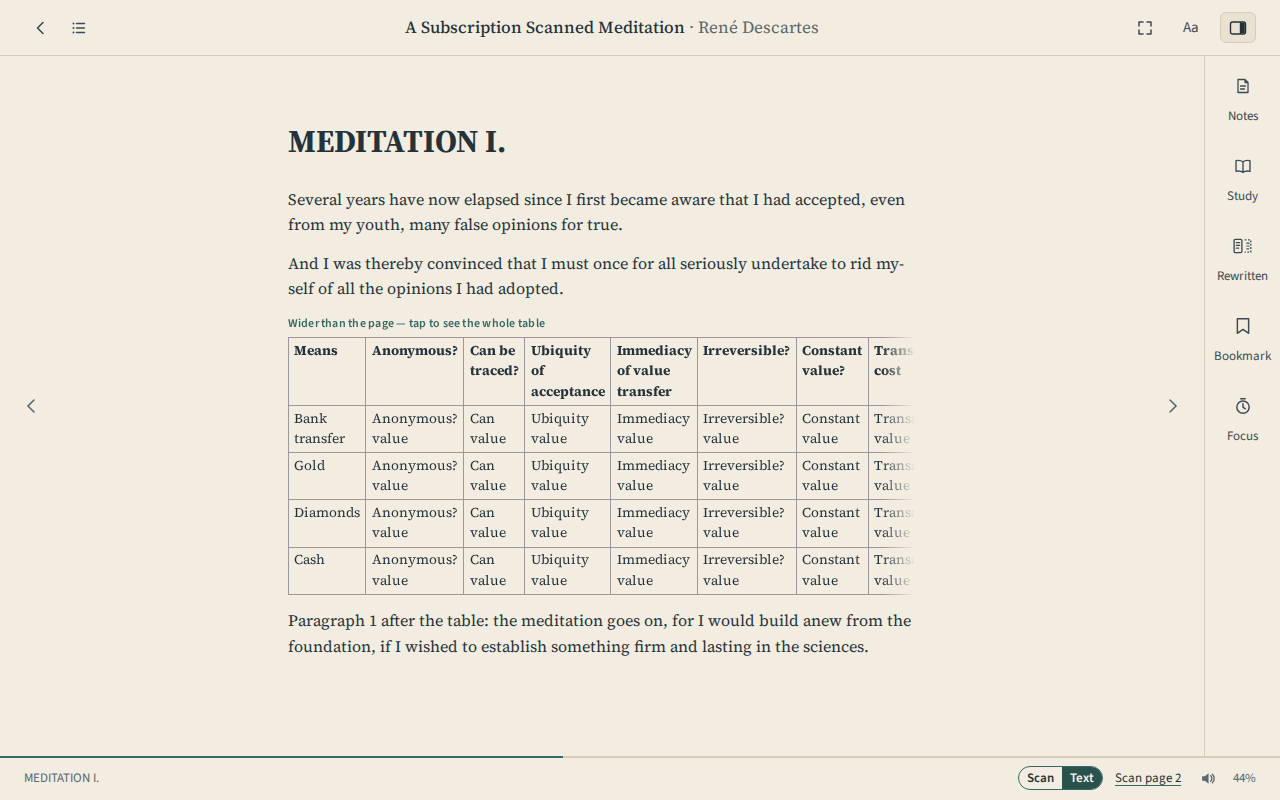 A Subscription Scanned Meditation · René Descartes
Aa
Notes
Study
Rewritten
Bookmark
Focus
MEDITATION I.
Several years have now elapsed since I first became aware that I had accepted, even
from my youth, many false opinions for true.
And I was thereby convinced that I must once for all seriously undertake to rid my-
self of all the opinions I had adopted.
Wider than the page — tap to see the whole table
Means Anonymous? Can be traced? Ubiquity of acceptance Immediacy of value transfer Irreversible? Constant value? cost
Bank transfer Anonymous? value Can value Ubiquity value Immediacy value Irreversible? value Constant value value
Gold Anonymous? value Can value Ubiquity value Immediacy value Irreversible? value Constant value value
Diamonds Anonymous? value Can value Ubiquity value Immediacy value Irreversible? value Constant value value
Cash Anonymous? value Can value Ubiquity value Immediacy value Irreversible? value Constant value value
Paragraph 1 after the table: the meditation goes on, for I would build anew from the
foundation, if I wished to establish something firm and lasting in the sciences.
MEDITATION I.
Scan Text Scan page 2 44%